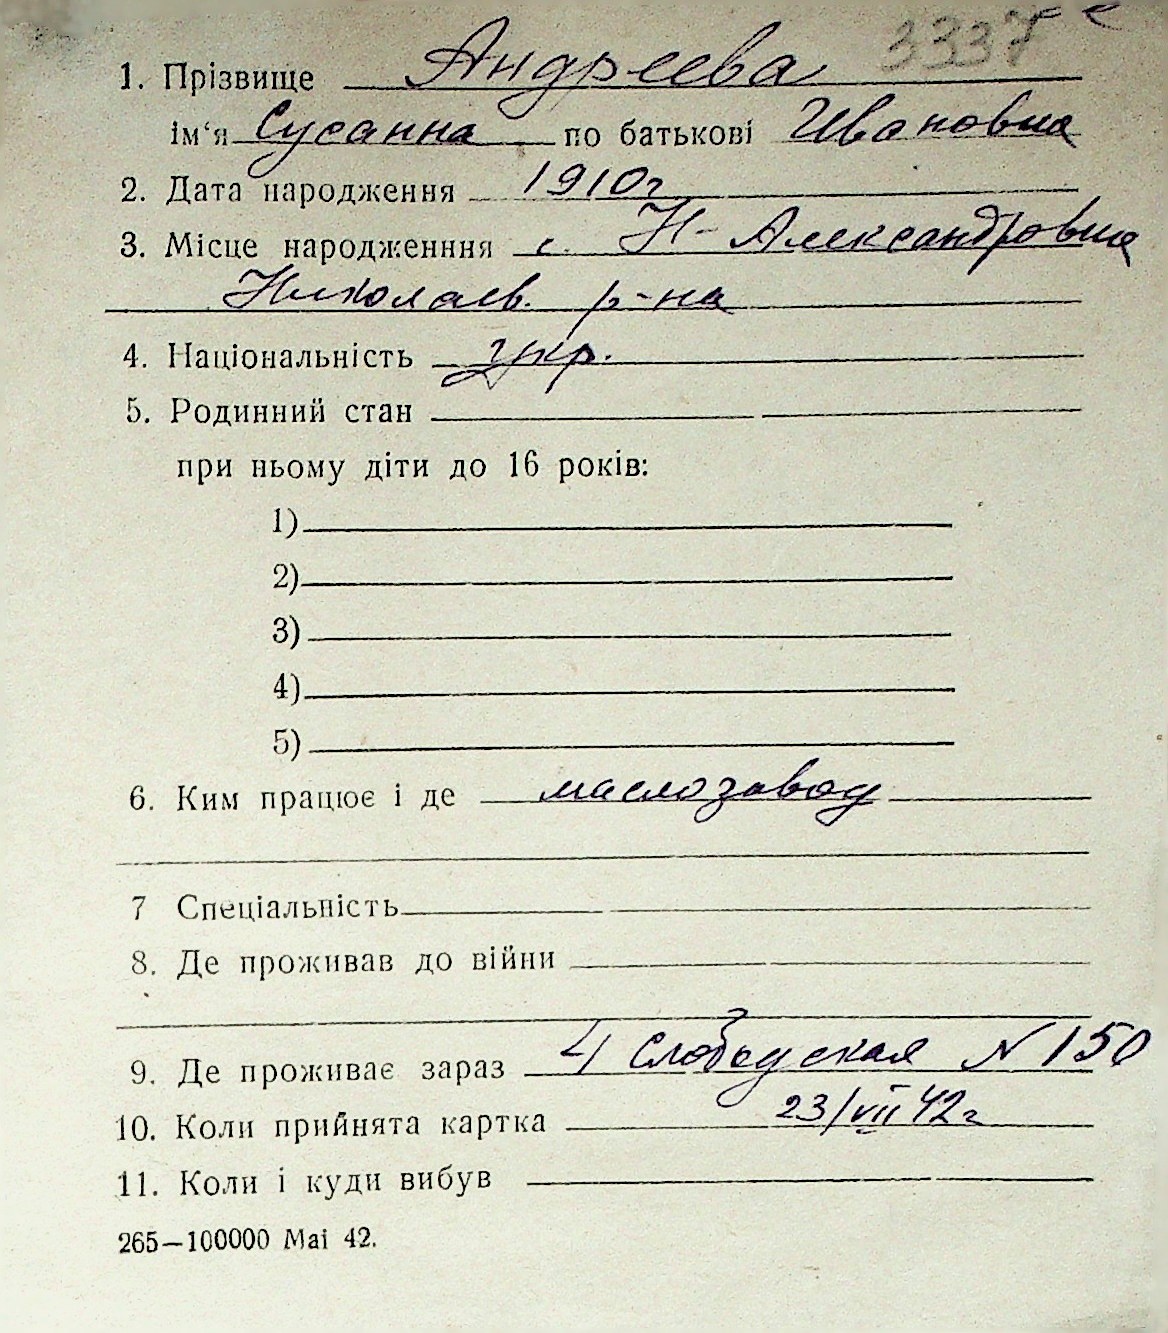 3337
1. Прізвище Андреева
ім‘я Сусанна по батькові Ивановна
2. Дата народження 1910г
3. Місце народженння с. Н-Александровка
Николаев. р-на
4. Національність укр.
5. Родинний стан
при ньому діти до 16 років:
1)
2)
3)
4)
5)
6. Ким працює і де маслозавод
7 Спеціальність
8. Де проживав до війни
9. Де проживає зараз 4 Слободская N 150
10. Коли прийнята картка 23/VII 42г
11. Коли і куди вибув
265—100000 Mai 42.